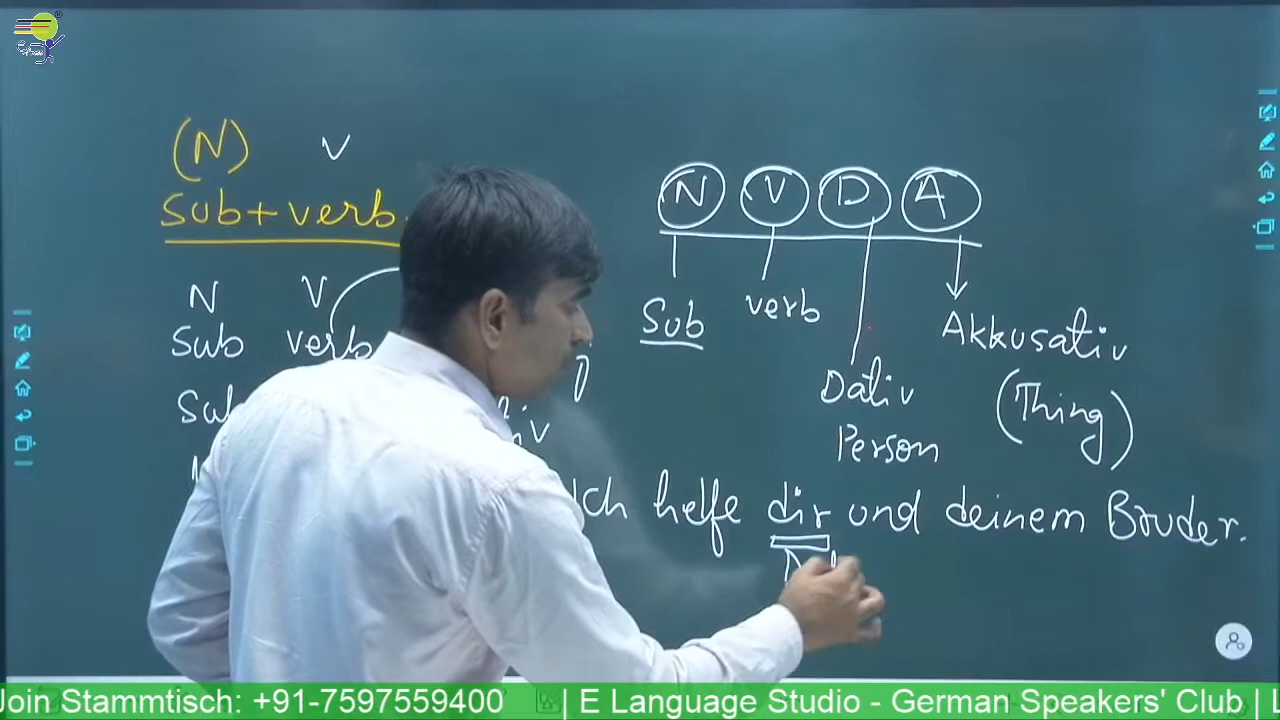 (N) V
Sub+verb
N V
Sub verb
N V D A
Sub verb
Akkusativ
(Thing)
Dativ
Person
Ich helfe dir und deinem Bruder.
Join Stammtisch: +91-7597559400 | E Language Studio - German Speakers' Club |